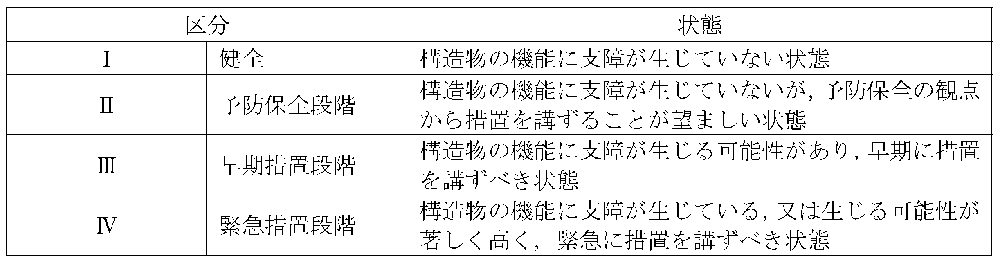 区分 状態
Ⅰ 健全 構造物の機能に支障が生じていない状態
Ⅱ 予防保全段階 構造物の機能に支障が生じていないが,予防保全の観点
から措置を講ずることが望ましい状態
Ⅲ 早期措置段階 構造物の機能に支障が生じる可能性があり,早期に措置
を講ずべき状態
Ⅳ 緊急措置段階 構造物の機能に支障が生じている,又は生じる可能性が
著しく高く, 緊急に措置を講ずべき状態